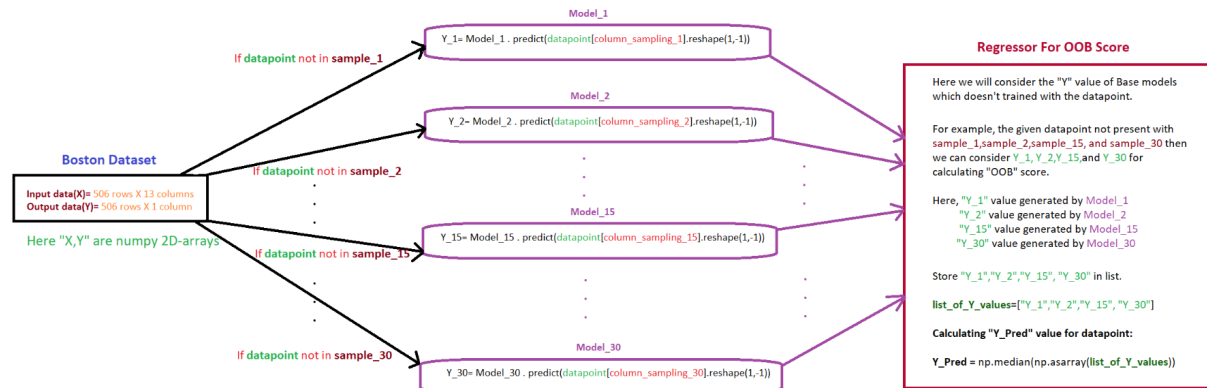 Boston Dataset
Input data(X)= 506 rows X 13 columns
Output data(Y)= 506 rows X 1 column
Here "X,Y" are numpy 2D-arrays
If datapoint not in sample_1
If datapoint not in sample_2
If datapoint not in sample_15
If datapoint not in sample_30
Model_1
Y_1= Model_1 . predict(datapoint[column_sampling_1].reshape(1,-1))
Model_2
Y_2= Model_2 . predict(datapoint[column_sampling_2].reshape(1,-1))
Model_15
Y_15= Model_15 . predict(datapoint[column_sampling_15].reshape(1,-1))
Model_30
Y_30= Model_30 . predict(datapoint[column_sampling_30].reshape(1,-1))
Regressor For OOB Score
Here we will consider the "Y" value of Base models
which doesn't trained with the datapoint.
For example, the given datapoint not present with
sample_1,sample_2,sample_15, and sample_30 then
we can consider Y_1, Y_2,Y_15,and Y_30 for
calculating "OOB" score.
Here, "Y_1" value generated by Model_1
"Y_2" value generated by Model_2
"Y_15" value generated by Model_15
"Y_30" value generated by Model_30
Store "Y_1","Y_2","Y_15", "Y_30" in list.
list_of_Y_values=["Y_1","Y_2","Y_15", "Y_30"]
Calculating "Y_Pred" value for datapoint:
Y_Pred = np.median(np.asarray(list_of_Y_values))